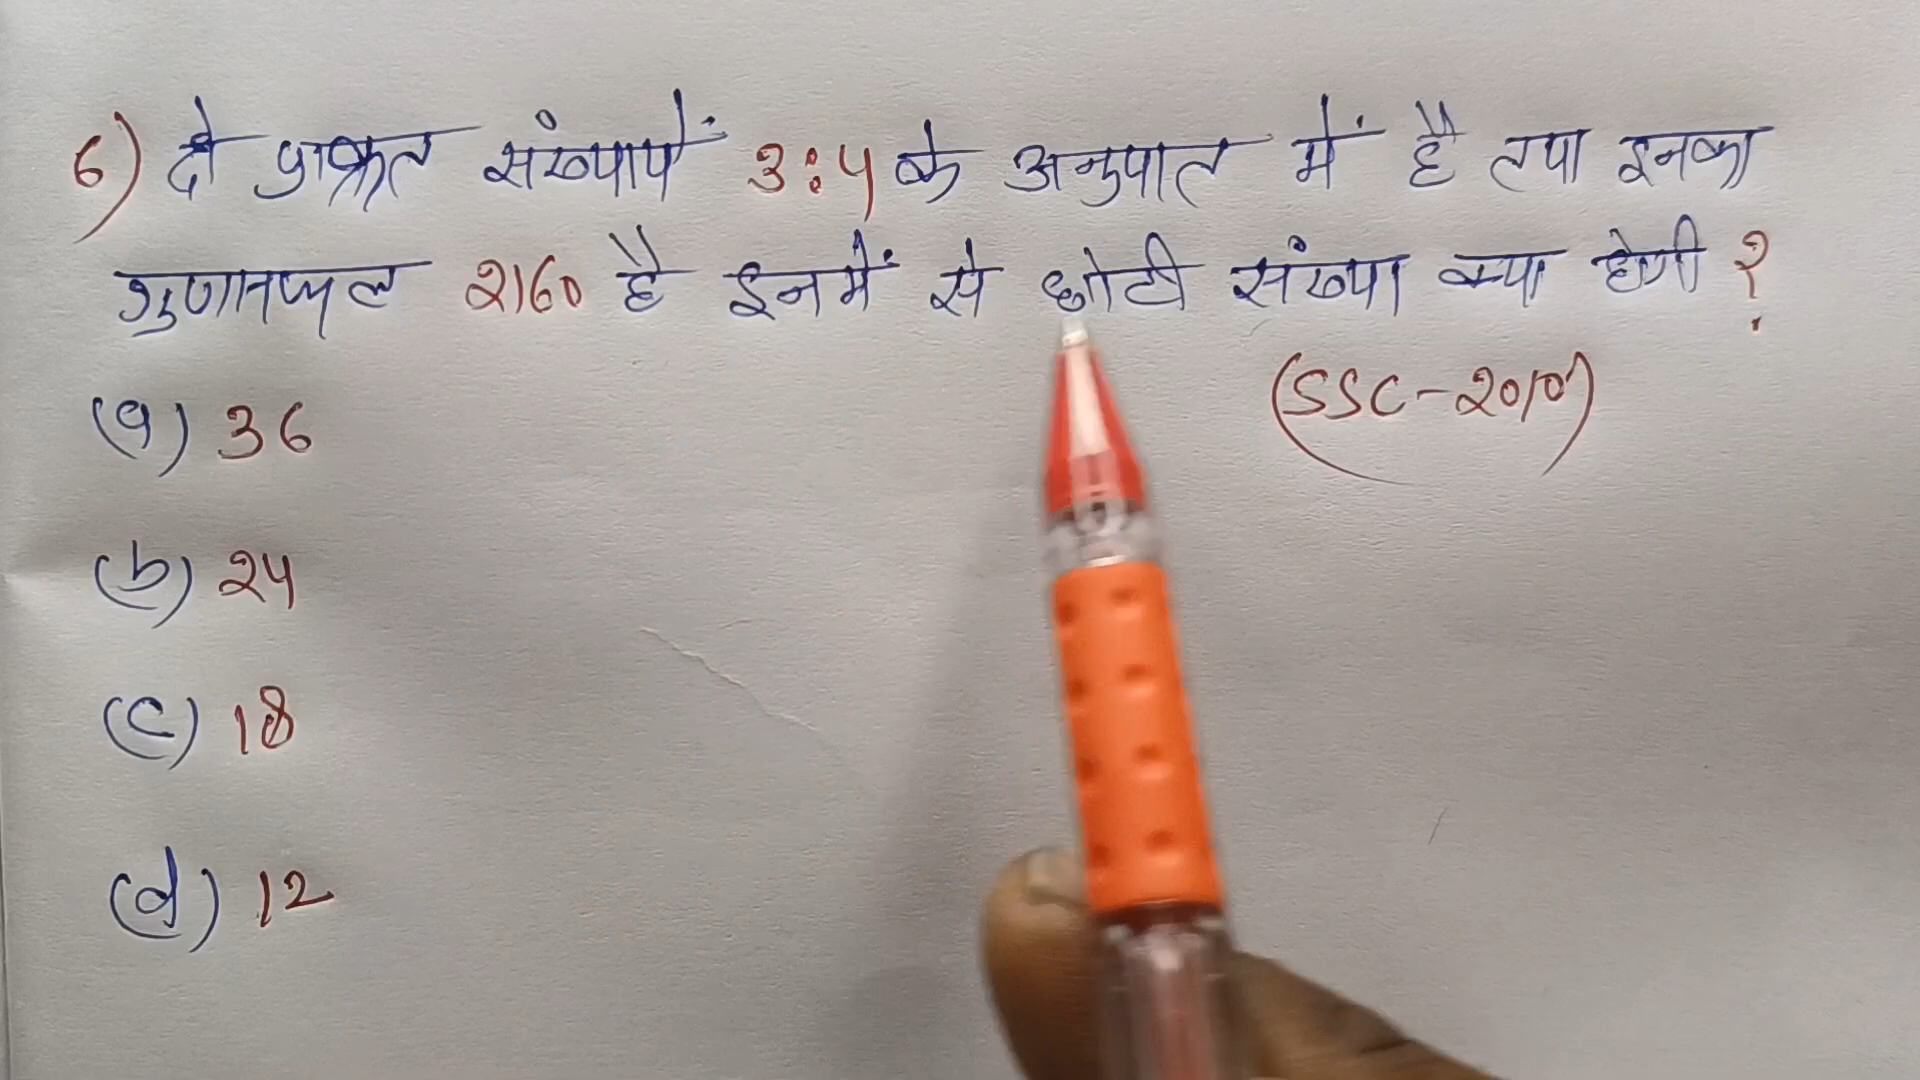 6) दो प्राकृत संख्यायें 3:4 के अनुपात में है तथा इनका
गुणनफल 2160 है इनमें से छोटी संख्या क्या होगी ?
(SSC-2010)
(a) 36
(b) 24
(c) 18
(d) 12